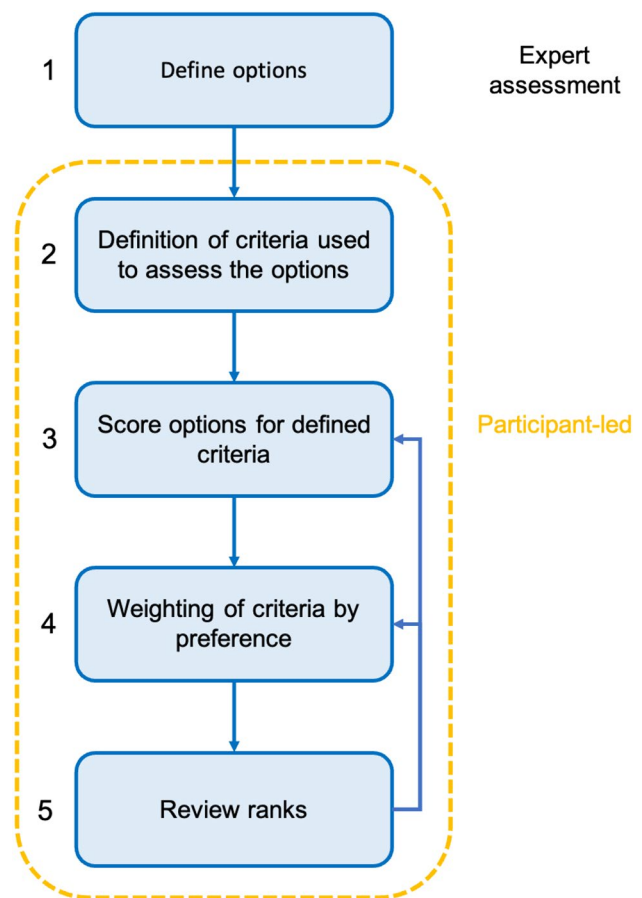 1
Define options
Expert
assessment
2
Definition of criteria used
to assess the options
3
Score options for defined
criteria
Participant-led
4
Weighting of criteria by
preference
5
Review ranks